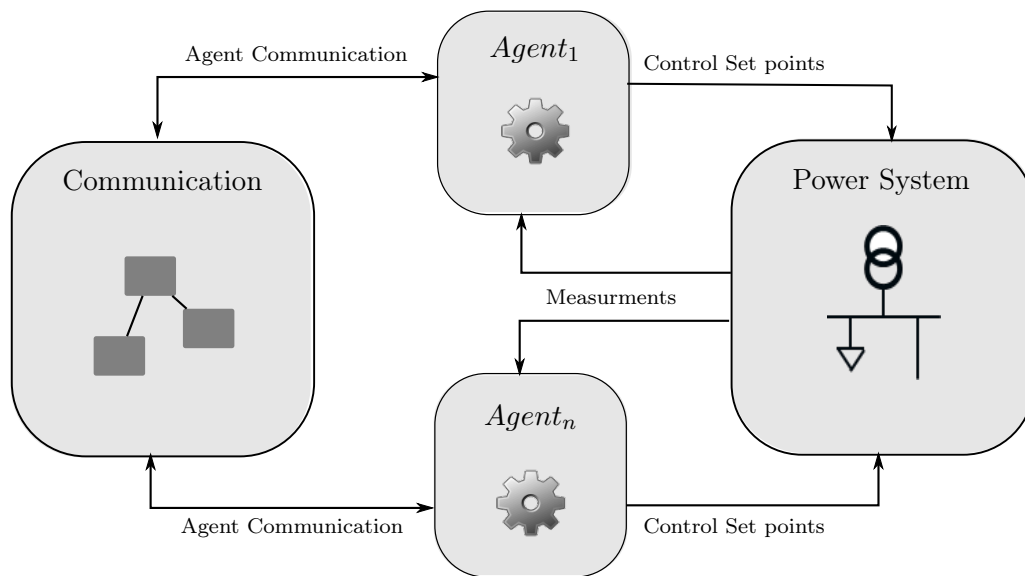 Agent Communication
Agent₁
Control Set points
Communication
Power System
Measurments
Agentₙ
Agent Communication
Control Set points